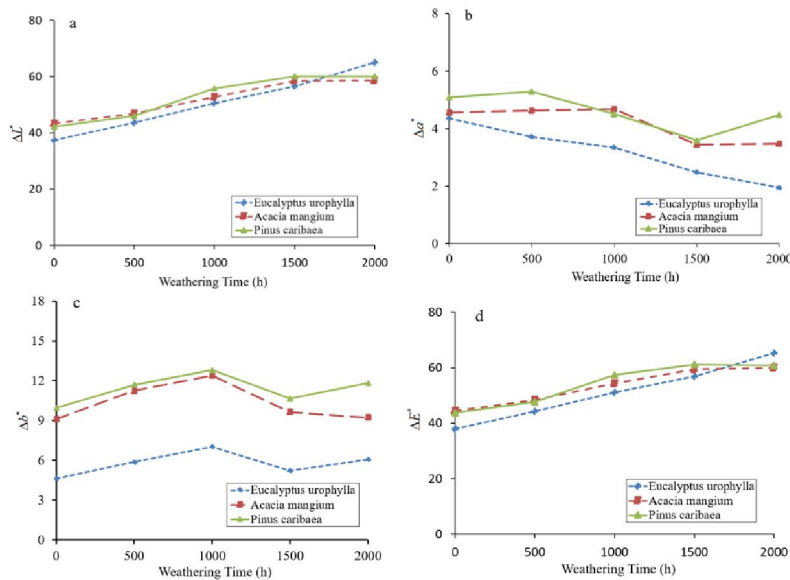 a
80
60
40
20
0
ΔL*
0 500 1000 1500 2000
Weathering Time (h)
Eucalyptus urophylla
Acacia mangium
Pinus caribaea
b
8
6
4
2
0
Δa*
0 500 1000 1500 2000
Weathering Time (h)
Eucalyptus urophylla
Acacia mangium
Pinus caribaea
c
18
15
12
9
6
3
0
Δb*
0 500 1000 1500 2000
Weathering Time (h)
Eucalyptus urophylla
Acacia mangium
Pinus caribaea
d
80
60
40
20
0
ΔE*
0 500 1000 1500 2000
Weathering Time (h)
Eucalyptus urophylla
Acacia mangium
Pinus caribaea